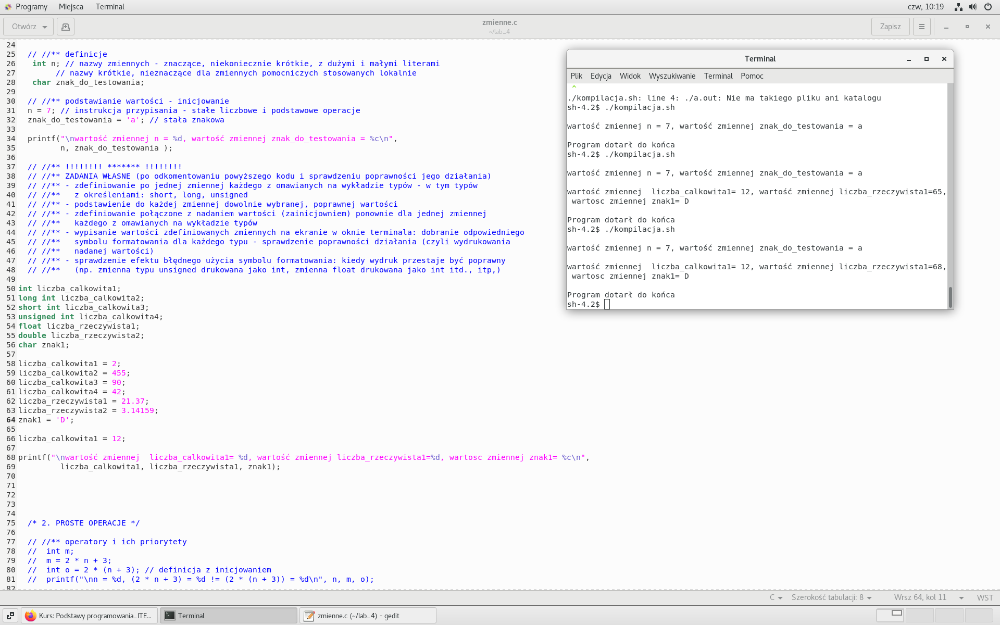 Programy Miejsca Terminal czw, 10:19
Otwórz zmienne.c Zapisz
~/lab_4
24
25 // //** definicje
26 int n; // nazwy zmiennych - znaczące, niekoniecznie krótkie, z dużymi i małymi literami
27 // nazwy krótkie, nieznaczące dla zmiennych pomocniczych stosowanych lokalnie
28 char znak_do_testowania;
29
30 // //** podstawianie wartości - inicjowanie
31 n = 7; // instrukcja przypisania - stałe liczbowe i podstawowe operacje
32 znak_do_testowania = 'a'; // stała znakowa
33
34 printf("\nwartość zmiennej n = %d, wartość zmiennej znak_do_testowania = %c\n",
35 n, znak_do_testowania );
36
37 // //** !!!!!!!! ******* !!!!!!!!
38 // //** ZADANIA WŁASNE (po odkomentowaniu powyższego kodu i sprawdzeniu poprawności jego działania)
39 // //** - zdefiniowanie po jednej zmiennej każdego z omawianych na wykładzie typów - w tym typów
40 // //** z określeniami: short, long, unsigned
41 // //** - podstawienie do każdej zmiennej dowolnie wybranej, poprawnej wartości
42 // //** - zdefiniowanie połączone z nadaniem wartości (zainicjowniem) ponownie dla jednej zmiennej
43 // //** każdego z omawianych na wykładzie typów
44 // //** - wypisanie wartości zdefiniowanych zmiennych na ekranie w oknie terminala: dobranie odpowiedniego
45 // //** symbolu formatowania dla każdego typu - sprawdzenie poprawności działania (czyli wydrukowania
46 // //** nadanej wartości)
47 // //** - sprawdzenie efektu błędnego użycia symbolu formatowania: kiedy wydruk przestaje być poprawny
48 // //** (np. zmienna typu unsigned drukowana jako int, zmienna float drukowana jako int itd., itp,)
49
50 int liczba_calkowita1;
51 long int liczba_calkowita2;
52 short int liczba_calkowita3;
53 unsigned int liczba_calkowita4;
54 float liczba_rzeczywista1;
55 double liczba_rzeczywista2;
56 char znak1;
57
58 liczba_calkowita1 = 2;
59 liczba_calkowita2 = 455;
60 liczba_calkowita3 = 90;
61 liczba_calkowita4 = 42;
62 liczba_rzeczywista1 = 21.37;
63 liczba_rzeczywista2 = 3.14159;
64 znak1 = 'D';
65
66 liczba_calkowita1 = 12;
67
68 printf("\nwartość zmiennej  liczba_calkowita1= %d, wartość zmiennej liczba_rzeczywista1=%d, wartosc zmiennej znak1= %c\n",
69 liczba_calkowita1, liczba_rzeczywista1, znak1);
70
71
72
73
74
75 /* 2. PROSTE OPERACJE */
76
77 // //** operatory i ich priorytety
78 //  int m;
79 //  m = 2 * n + 3;
80 //  int o = 2 * (n + 3); // definicja z inicjowaniem
81 //  printf("\nn = %d, (2 * n + 3) = %d != (2 * (n + 3)) = %d\n", n, m, o);
82
Terminal
Plik Edycja Widok Wyszukiwanie Terminal Pomoc
^
./kompilacja.sh: line 4: ./a.out: Nie ma takiego pliku ani katalogu
sh-4.2$ ./kompilacja.sh
wartość zmiennej n = 7, wartość zmiennej znak_do_testowania = a
Program dotarł do końca
sh-4.2$ ./kompilacja.sh
wartość zmiennej n = 7, wartość zmiennej znak_do_testowania = a
wartość zmiennej  liczba_calkowita1= 12, wartość zmiennej liczba_rzeczywista1=65,
wartosc zmiennej znak1= D
Program dotarł do końca
sh-4.2$ ./kompilacja.sh
wartość zmiennej n = 7, wartość zmiennej znak_do_testowania = a
wartość zmiennej  liczba_calkowita1= 12, wartość zmiennej liczba_rzeczywista1=68,
wartosc zmiennej znak1= D
Program dotarł do końca
sh-4.2$
C Szerokość tabulacji: 8 Wrsz 64, kol 11 WST
Kurs: Podstawy programowania_ITE... Terminal zmienne.c (~/lab_4) - gedit